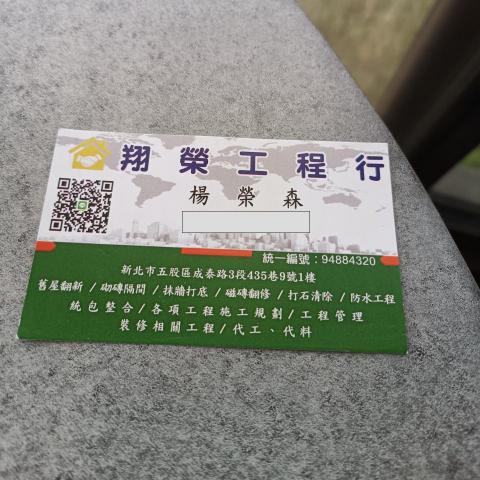 翔榮工程行
楊榮森
統一編號：94884320
新北市五股區成泰路3段435巷9號1樓
舊屋翻新 / 砌磚隔間 / 抹牆打底 / 磁磚翻修 / 打石清除 / 防水工程
統包整合 / 各項工程施工規劃 / 工程管理
裝修相關工程 / 代工、代料